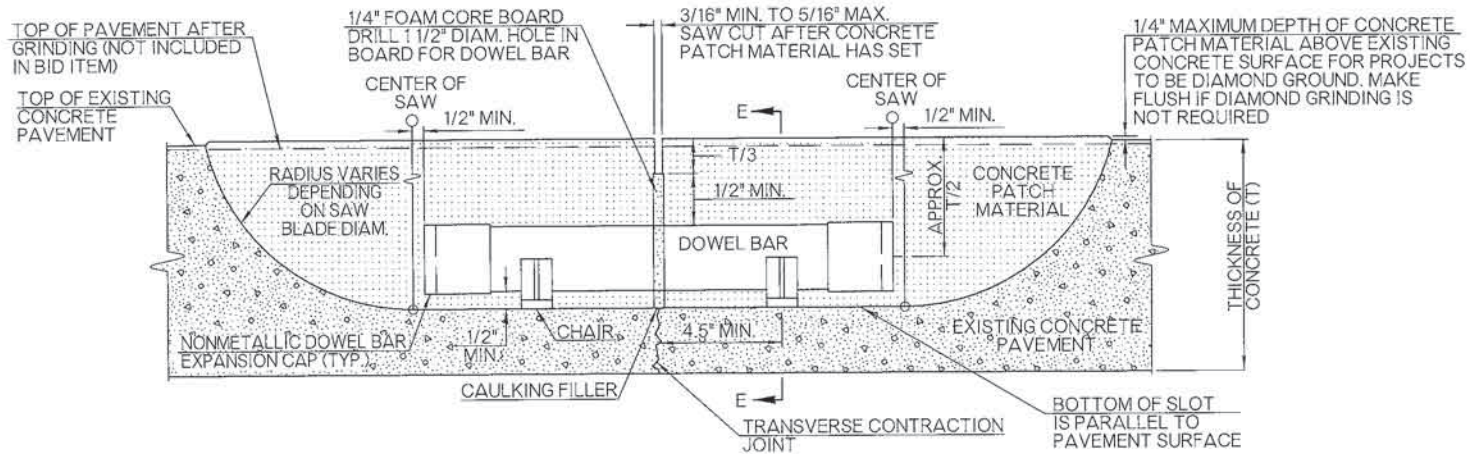 TOP OF PAVEMENT AFTER
GRINDING (NOT INCLUDED
IN BID ITEM)
TOP OF EXISTING
CONCRETE
PAVEMENT
1/4" FOAM CORE BOARD
DRILL 1 1/2" DIAM. HOLE IN
BOARD FOR DOWEL BAR
CENTER OF
SAW
1/2" MIN.
3/16" MIN. TO 5/16" MAX.
SAW CUT AFTER CONCRETE
PATCH MATERIAL HAS SET
E
CENTER OF
SAW
1/2" MIN.
1/4" MAXIMUM DEPTH OF CONCRETE
PATCH MATERIAL ABOVE EXISTING
CONCRETE SURFACE FOR PROJECTS
TO BE DIAMOND GROUND. MAKE
FLUSH IF DIAMOND GRINDING IS
NOT REQUIRED
RADIUS VARIES
DEPENDING
ON SAW
BLADE DIAM.
T/3
1/2" MIN.
APPROX.
T/2
CONCRETE
PATCH
MATERIAL
DOWEL BAR
THICKNESS OF
CONCRETE (T)
NONMETALLIC DOWEL BAR
EXPANSION CAP (TYP.)
1/2"
MIN.
CHAIR
4.5" MIN.
EXISTING CONCRETE
PAVEMENT
CAULKING FILLER
E
TRANSVERSE CONTRACTION
JOINT
BOTTOM OF SLOT
IS PARALLEL TO
PAVEMENT SURFACE